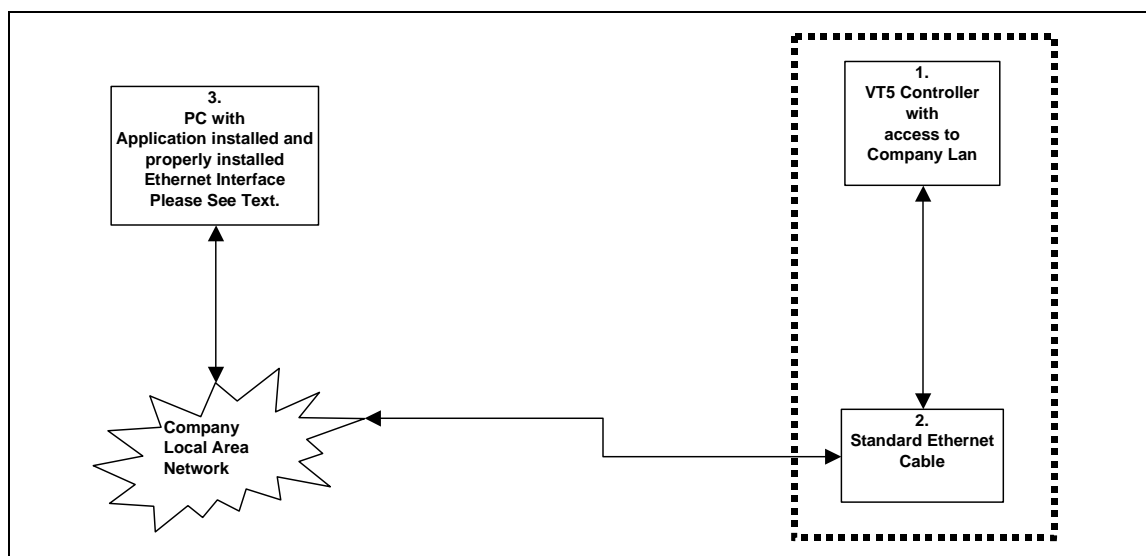 3.
PC with
Application installed and
properly installed
Ethernet Interface
Please See Text.
1.
VT5 Controller
with
access to
Company Lan
Company
Local Area
Network
2.
Standard Ethernet
Cable